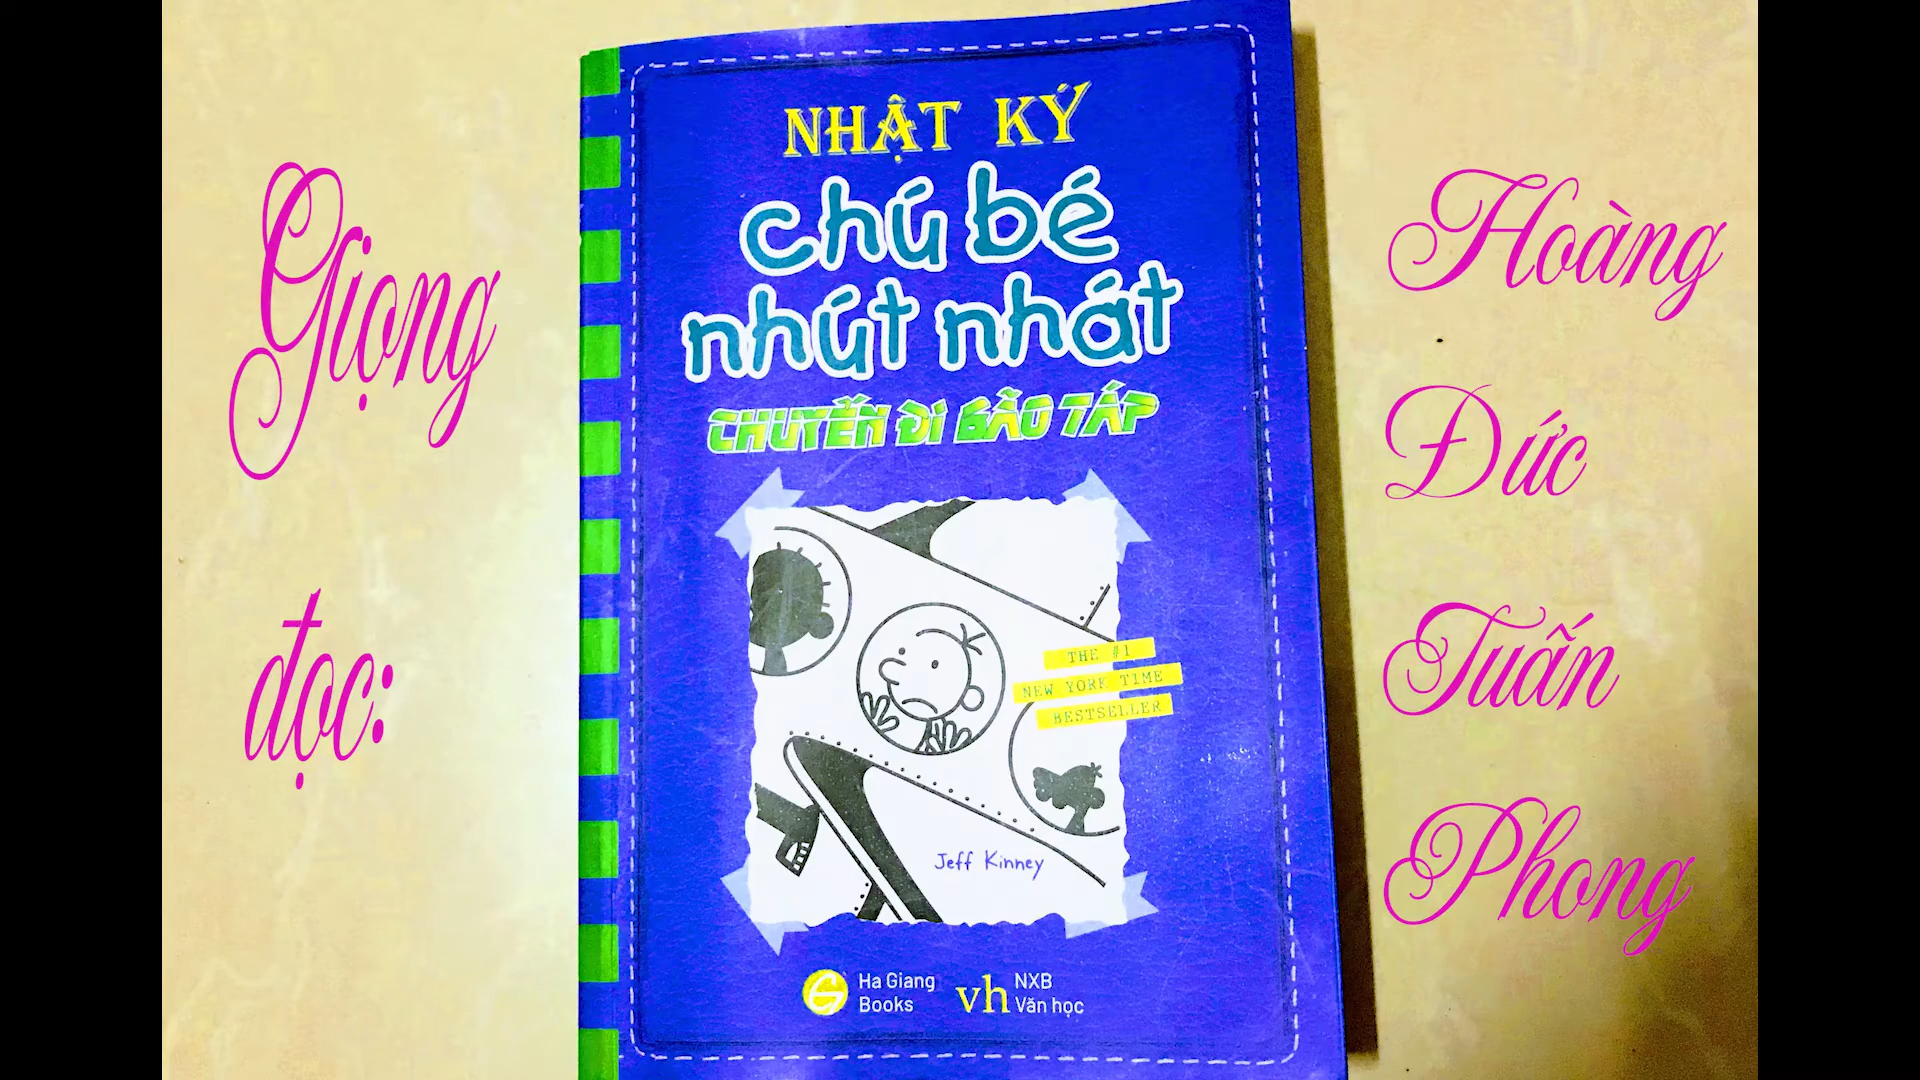 Giọng
đọc:
NHẬT KÝ
chú bé
nhút nhát
CHUYẾN ĐI BÃO TÁP
THE #1
NEW YORK TIME
BESTSELLER
Jeff Kinney
Ha Giang
Books
vh
NXB
Văn học
Hoàng
Đức
Tuấn
Phong